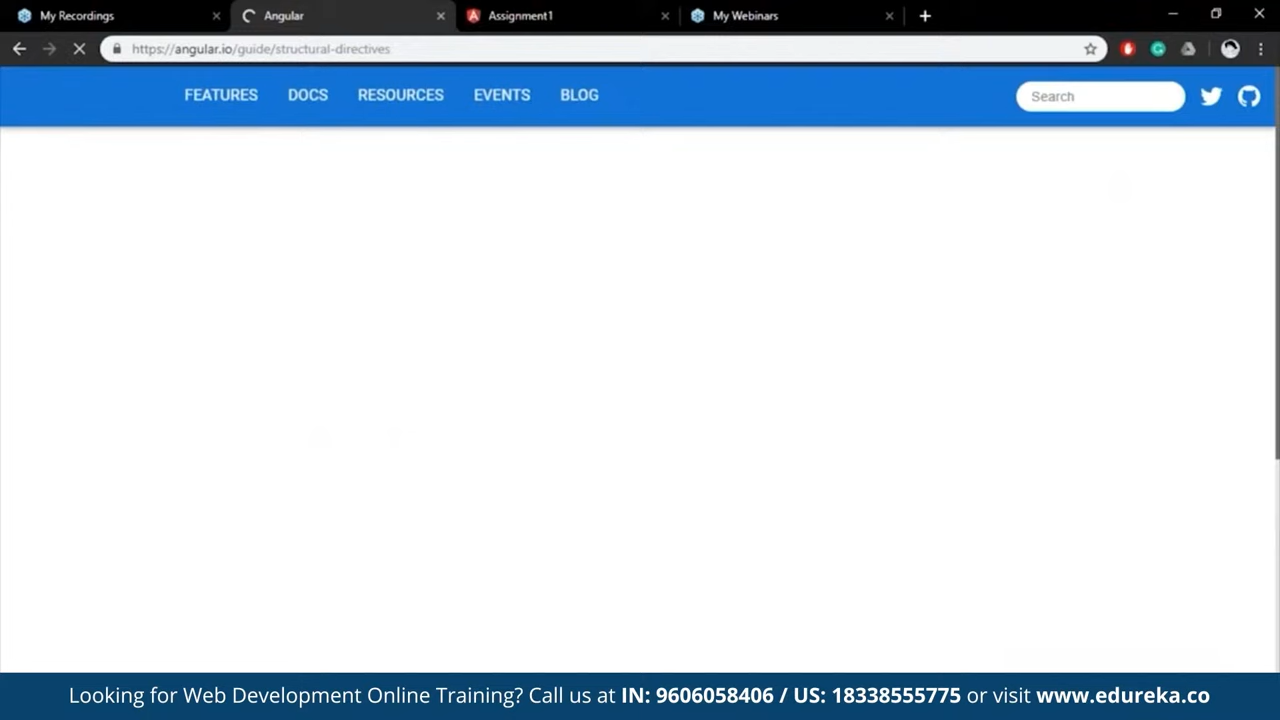 My Recordings
Angular
Assignment1
My Webinars
https://angular.io/guide/structural-directives
FEATURES DOCS RESOURCES EVENTS BLOG
Search
Looking for Web Development Online Training? Call us at IN: 9606058406 / US: 18338555775 or visit www.edureka.co